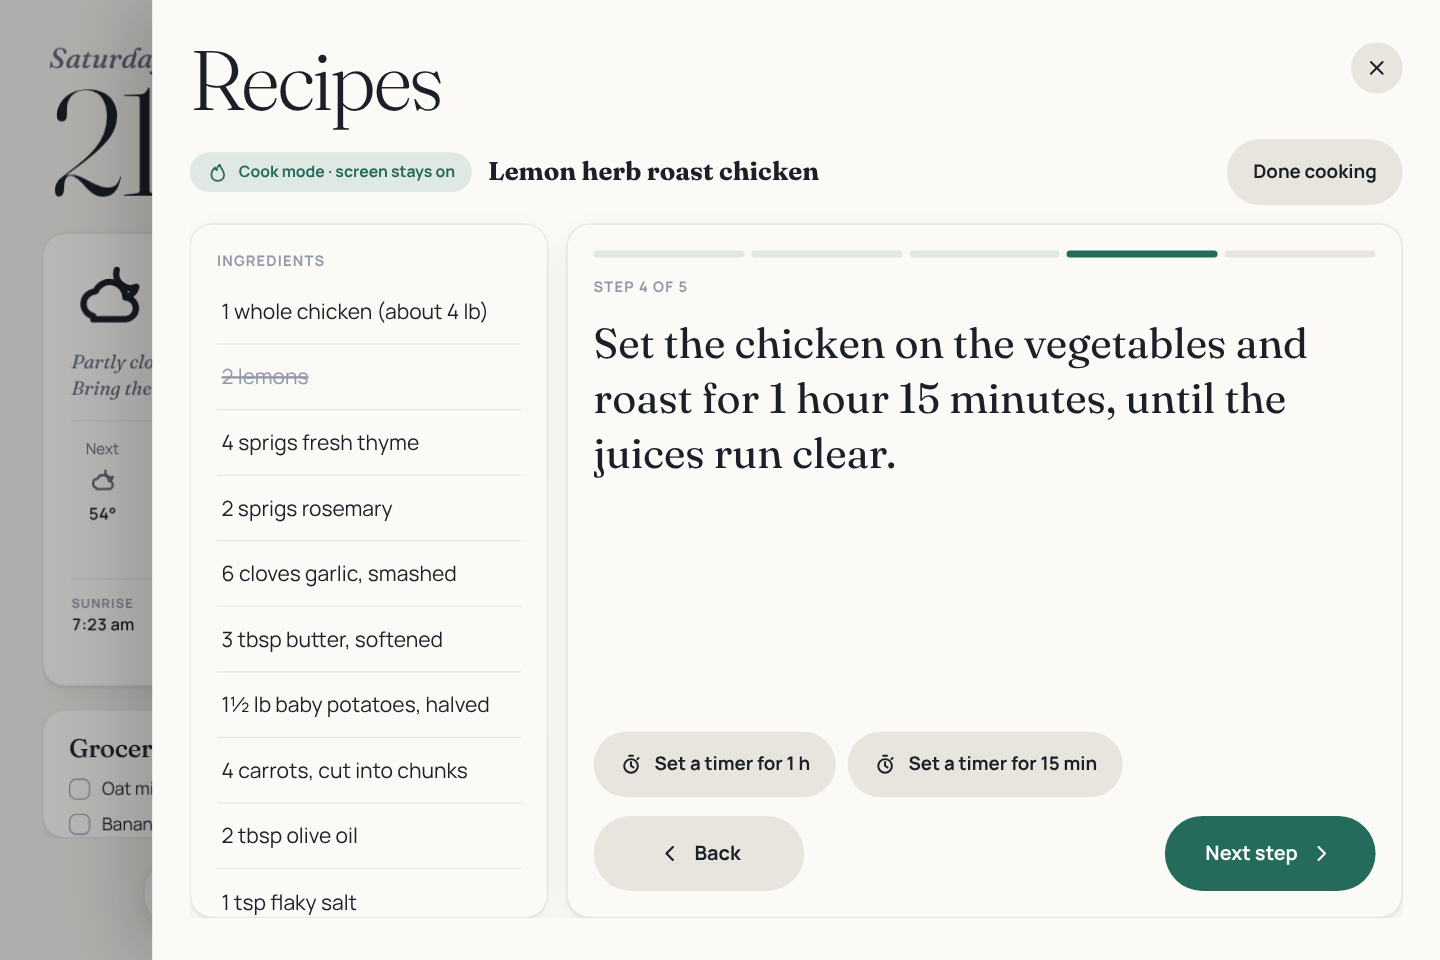 Saturday
21
Partly clo
Bring the
Next
54°
SUNRISE
7:23 am
Grocer
Oat mi
Banan
Recipes
Cook mode · screen stays on
Lemon herb roast chicken
Done cooking
INGREDIENTS
1 whole chicken (about 4 lb)
2 lemons
4 sprigs fresh thyme
2 sprigs rosemary
6 cloves garlic, smashed
3 tbsp butter, softened
1½ lb baby potatoes, halved
4 carrots, cut into chunks
2 tbsp olive oil
1 tsp flaky salt
STEP 4 OF 5
Set the chicken on the vegetables and
roast for 1 hour 15 minutes, until the
juices run clear.
Set a timer for 1 h
Set a timer for 15 min
Back
Next step